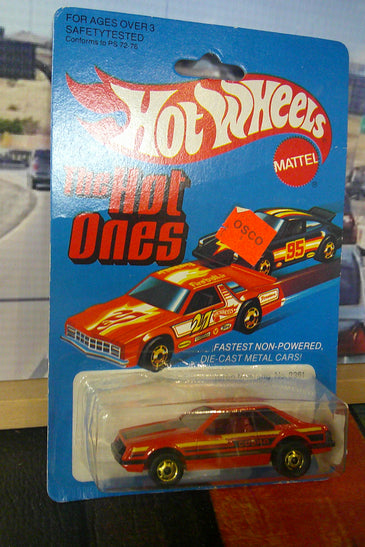 FOR AGES OVER 3
SAFETY TESTED
Conforms to PS 72-76
HOT WHEELS
MATTEL
The Hot
Ones
OSCO
95
...FASTEST NON-POWERED,
DIE-CAST METAL CARS!